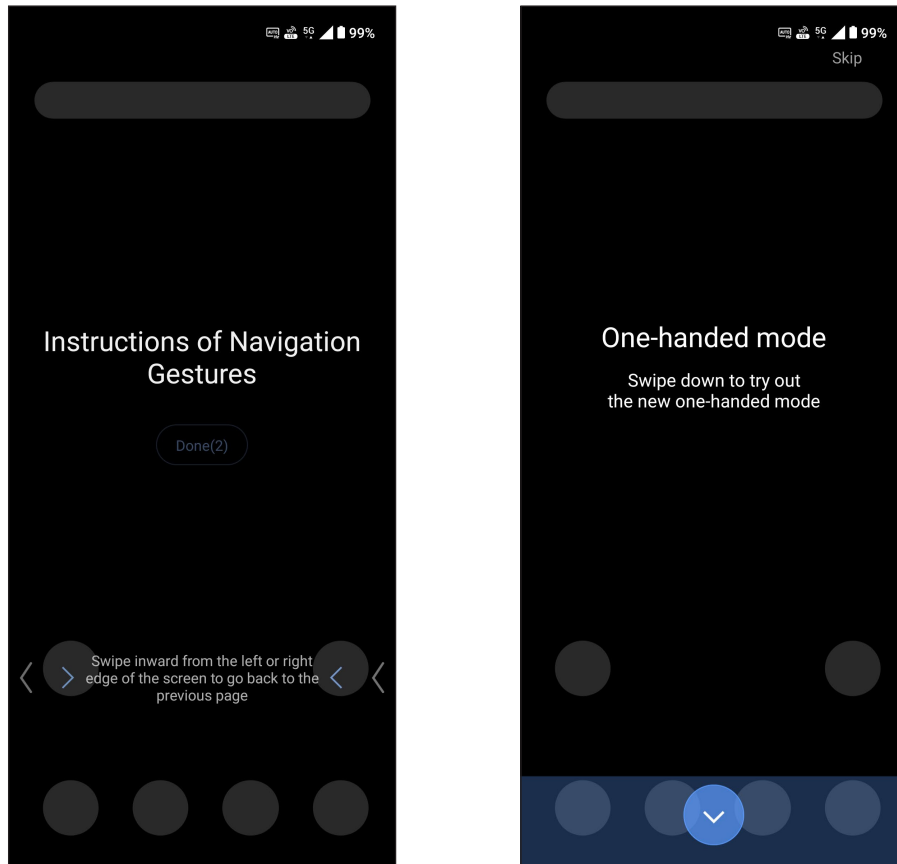 5G 99%
Instructions of Navigation
Gestures
Done(2)
Swipe inward from the left or right
edge of the screen to go back to the
previous page
5G 99%
Skip
One-handed mode
Swipe down to try out
the new one-handed mode